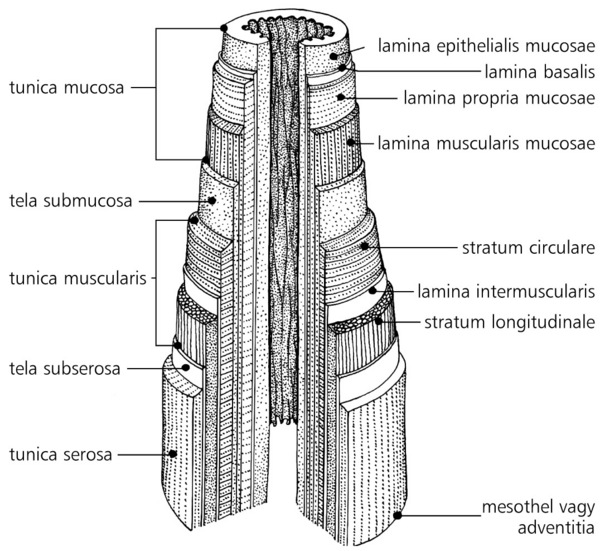 tunica mucosa
tela submucosa
tunica muscularis
tela subserosa
tunica serosa
lamina epithelialis mucosae
lamina basalis
lamina propria mucosae
lamina muscularis mucosae
stratum circulare
lamina intermuscularis
stratum longitudinale
mesothel vagy
adventitia